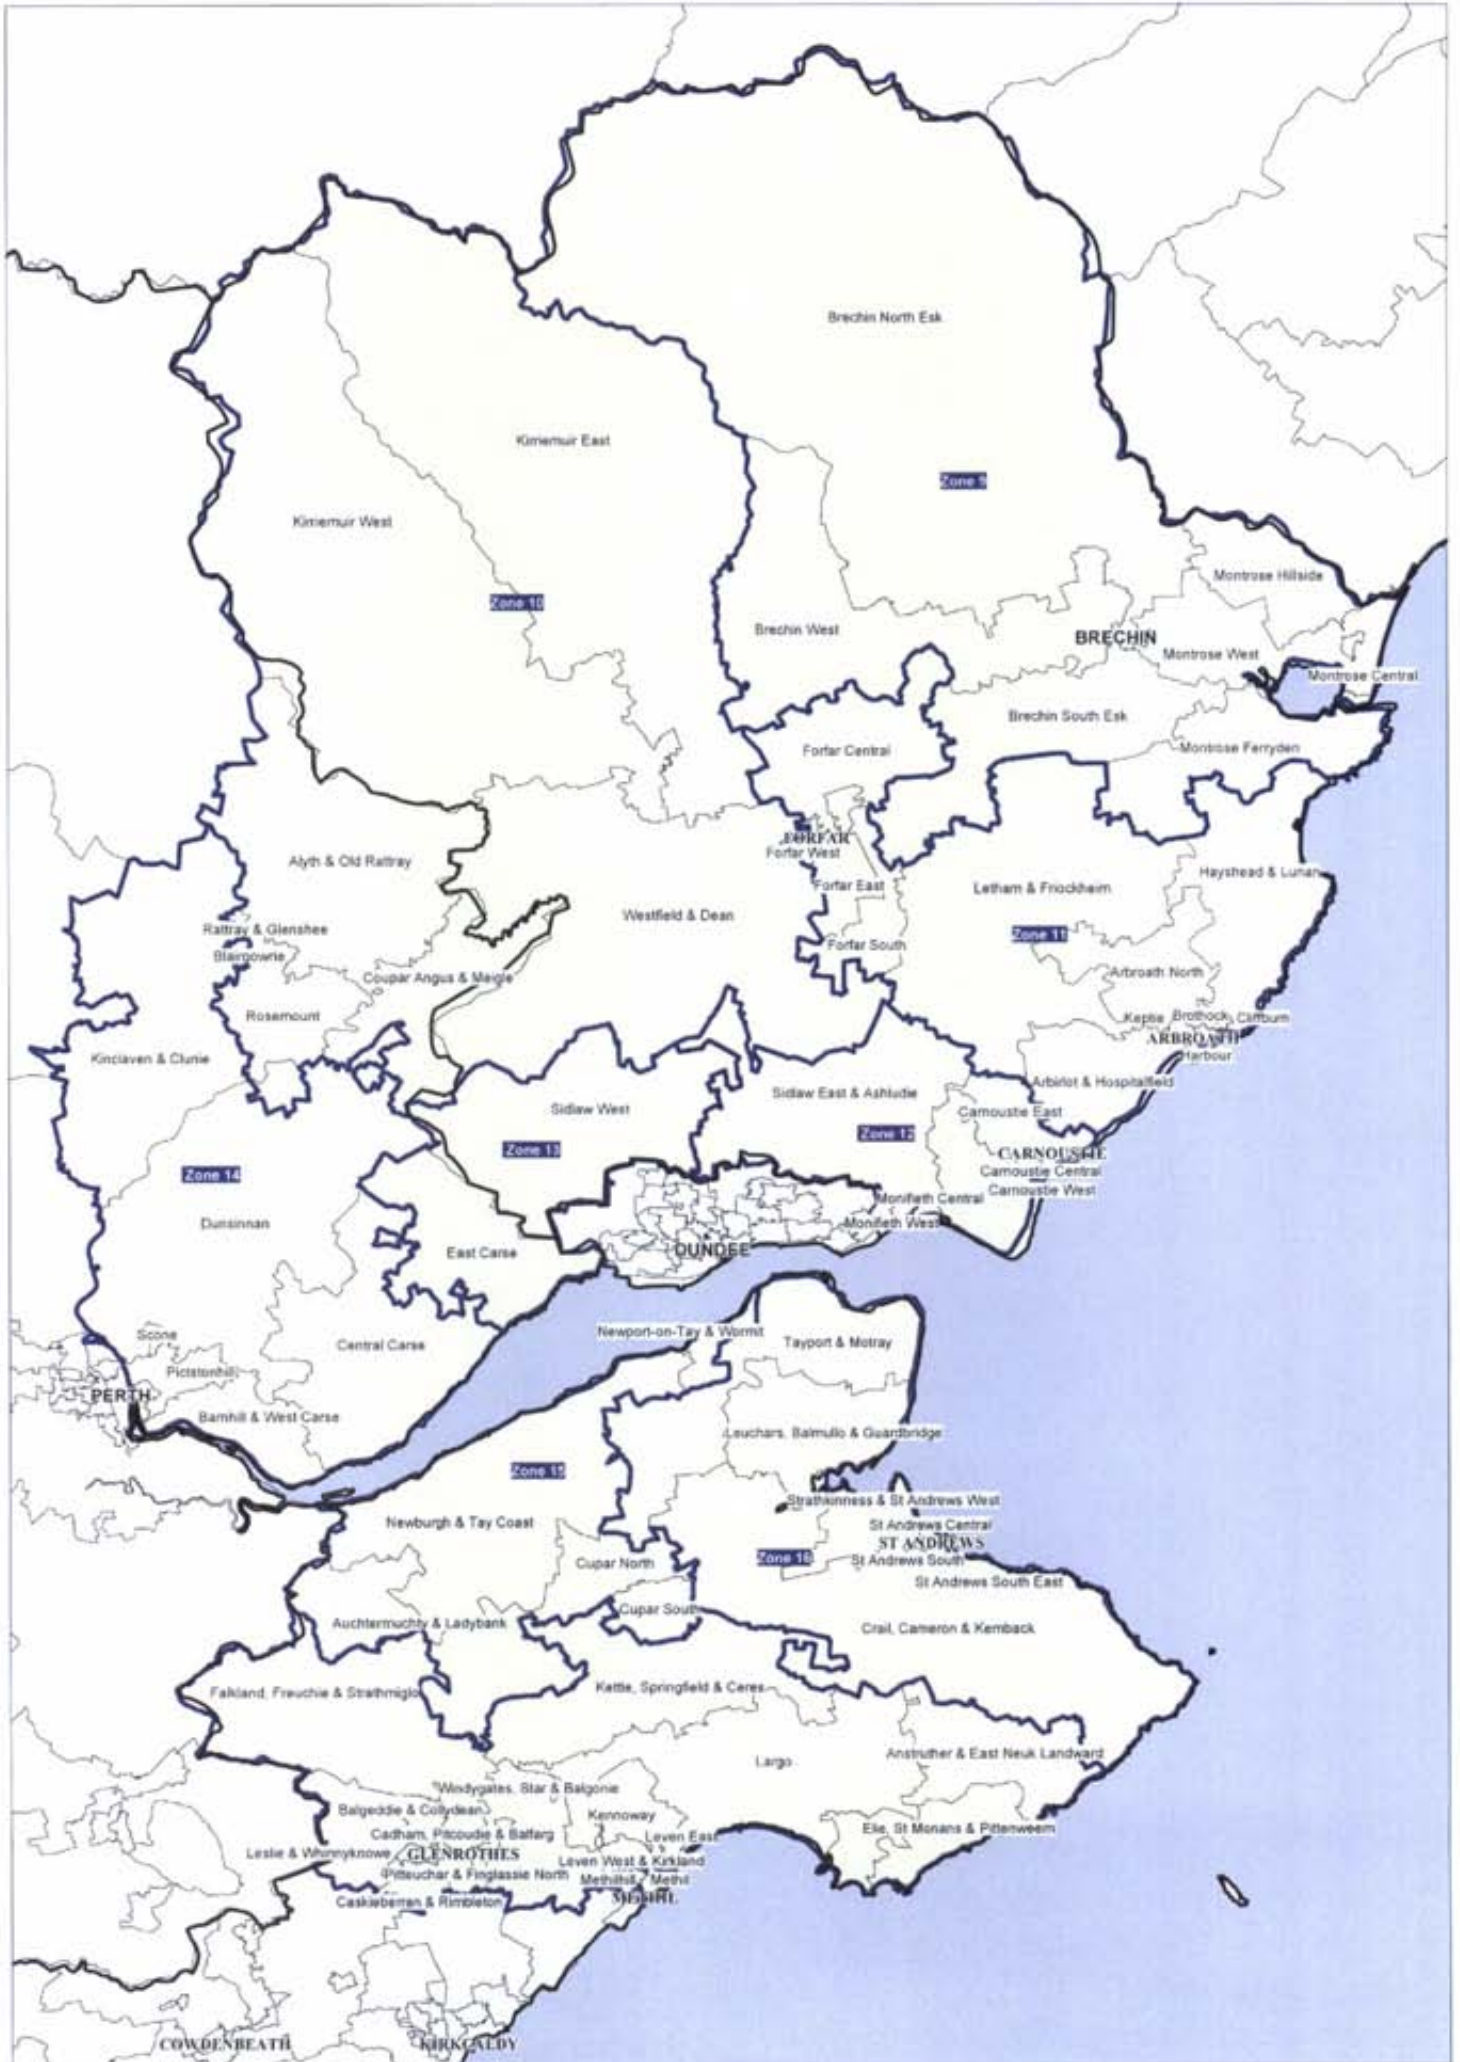 Brechin North Esk
Kirriemuir East
Zone 9
Kirriemuir West
Montrose Hillside
Zone 10
Brechin West
BRECHIN
Montrose West
Montrose Central
Brechin South Esk
Forfar Central
Montrose Ferryden
FORFAR
Forfar West
Alyth & Old Rattray
Hayshead & Lunan
Forfar East
Letham & Friockheim
Westfield & Dean
Rattray & Glenshee
Zone 11
Forfar South
Blairgowrie
Coupar Angus & Meigle
Arbroath North
Rosemount
Keptie
Brothock
Cliffburn
ARBROATH
Harbour
Kinclaven & Clunie
Arbirlot & Hospitalfield
Sidlaw East & Ashludie
Sidlaw West
Carnoustie East
Zone 12
Zone 13
CARNOUSTIE
Carnoustie Central
Zone 14
Carnoustie West
Monifieth Central
Dunsinnan
Monifieth West
East Carse
DUNDEE
Newport-on-Tay & Wormit
Scone
Tayport & Motray
Central Carse
Pictstonhill
PERTH
Barnhill & West Carse
Leuchars, Balmullo & Guardbridge
Zone 15
Strathkinness & St Andrews West
Newburgh & Tay Coast
St Andrews Central
ST ANDREWS
Zone 16
St Andrews South
Cupar North
St Andrews South East
Cupar South
Auchtermuchty & Ladybank
Crail, Cameron & Kemback
Kettle, Springfield & Ceres
Falkland, Freuchie & Strathmiglo
Anstruther & East Neuk Landward
Largo
Windygates, Star & Balgonie
Balgeddie & Collydean
Kennoway
Elie, St Monans & Pittenweem
Cadham, Pitcoudie & Balfarg
Leven East
Leslie & Whinnyknowe
GLENROTHES
Leven West & Kirkland
Pitteuchar & Finglassie North
Methilhill
Methil
METHIL
Caskieberran & Rimbleton
COWDENBEATH
KIRKCALDY